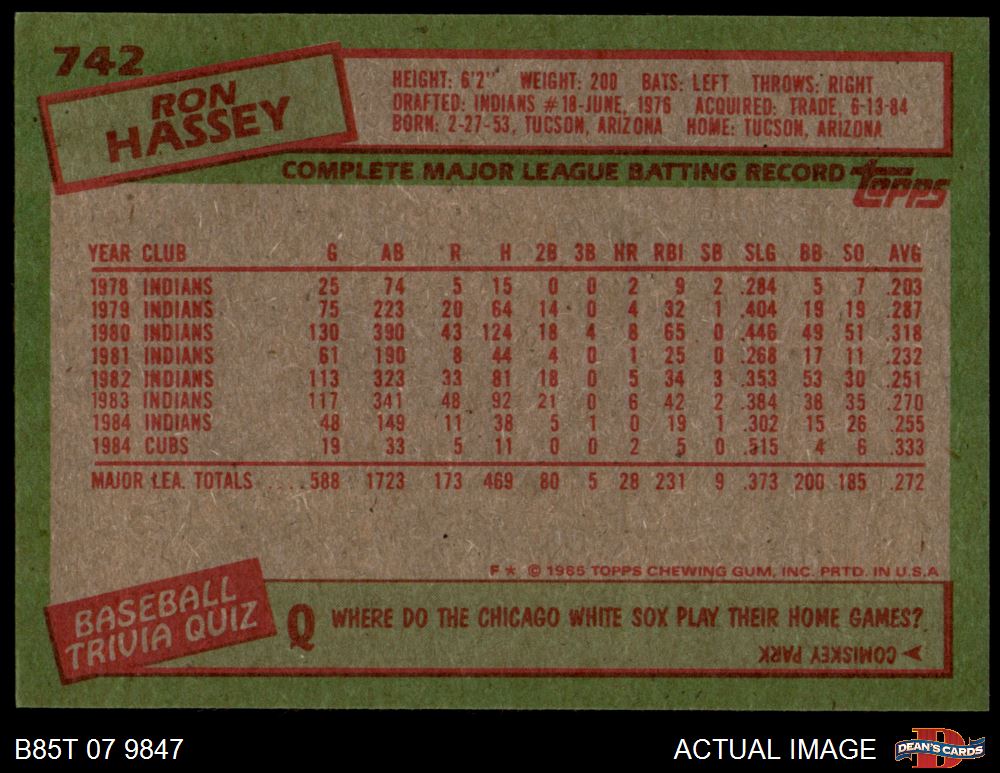 742
RON
HASSEY
HEIGHT: 6'2" WEIGHT: 200 BATS: LEFT THROWS: RIGHT
DRAFTED: INDIANS #18-JUNE, 1976 ACQUIRED: TRADE, 6-13-84
BORN: 2-27-53, TUCSON, ARIZONA HOME: TUCSON, ARIZONA
COMPLETE MAJOR LEAGUE BATTING RECORD topps
YEAR CLUB G AB R H 2B 3B HR RBI SB SLG BB SO AVG
1978 INDIANS 25 74 5 15 0 0 2 9 2 .284 5 7 .203
1979 INDIANS 75 223 20 64 14 0 4 32 1 .404 19 19 .287
1980 INDIANS 130 390 43 124 18 4 8 65 0 .446 49 51 .318
1981 INDIANS 61 190 8 44 4 0 1 25 0 .268 17 11 .232
1982 INDIANS 113 323 33 81 18 0 5 34 3 .353 53 30 .251
1983 INDIANS 117 341 48 92 21 0 6 42 2 .384 38 35 .270
1984 INDIANS 48 149 11 38 5 1 0 19 1 .302 15 26 .255
1984 CUBS 19 33 5 11 0 0 2 5 0 .515 4 6 .333
MAJOR LEA. TOTALS .....588 1723 173 469 80 5 28 231 9 .373 200 185 .272
F* © 1985 TOPPS CHEWING GUM, INC. PRTD. IN U.S.A
BASEBALL
TRIVIA QUIZ
Q WHERE DO THE CHICAGO WHITE SOX PLAY THEIR HOME GAMES?
COMISKEY PARK
B85T 07 9847
ACTUAL IMAGE
D
DEAN'S CARDS